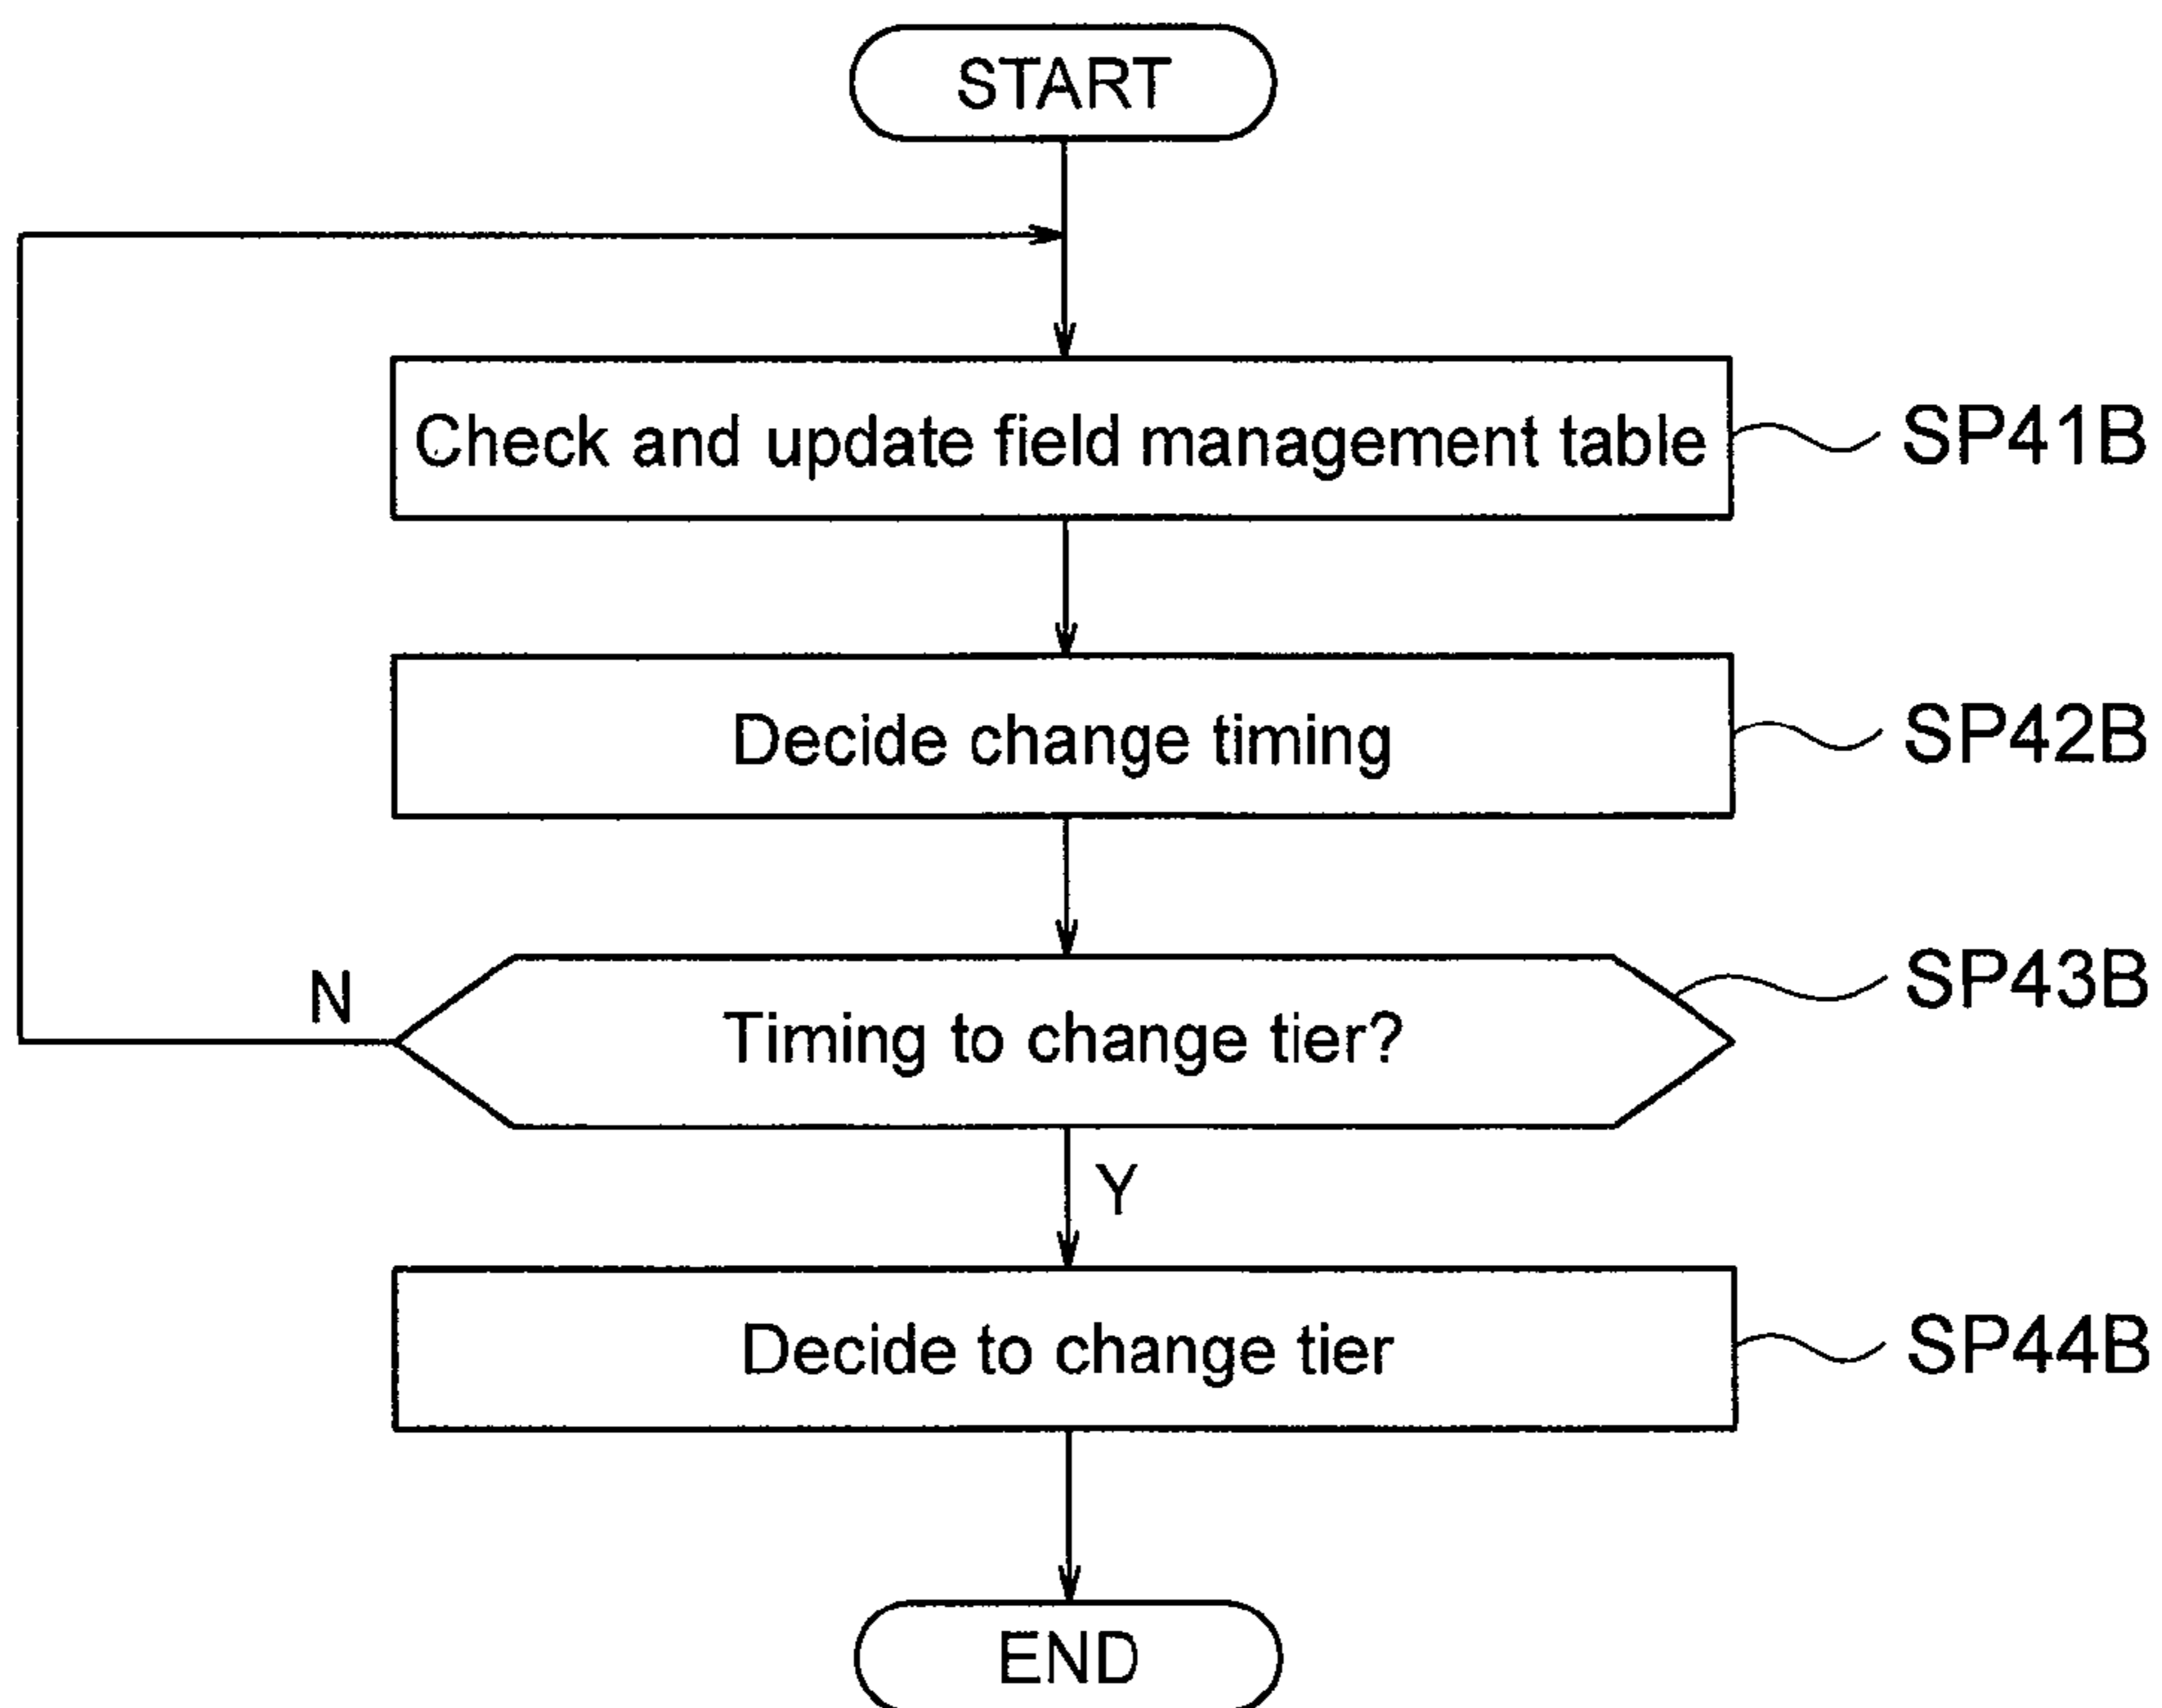 START
Check and update field management table
SP41B
Decide change timing
SP42B
N
Timing to change tier?
SP43B
Y
Decide to change tier
SP44B
END